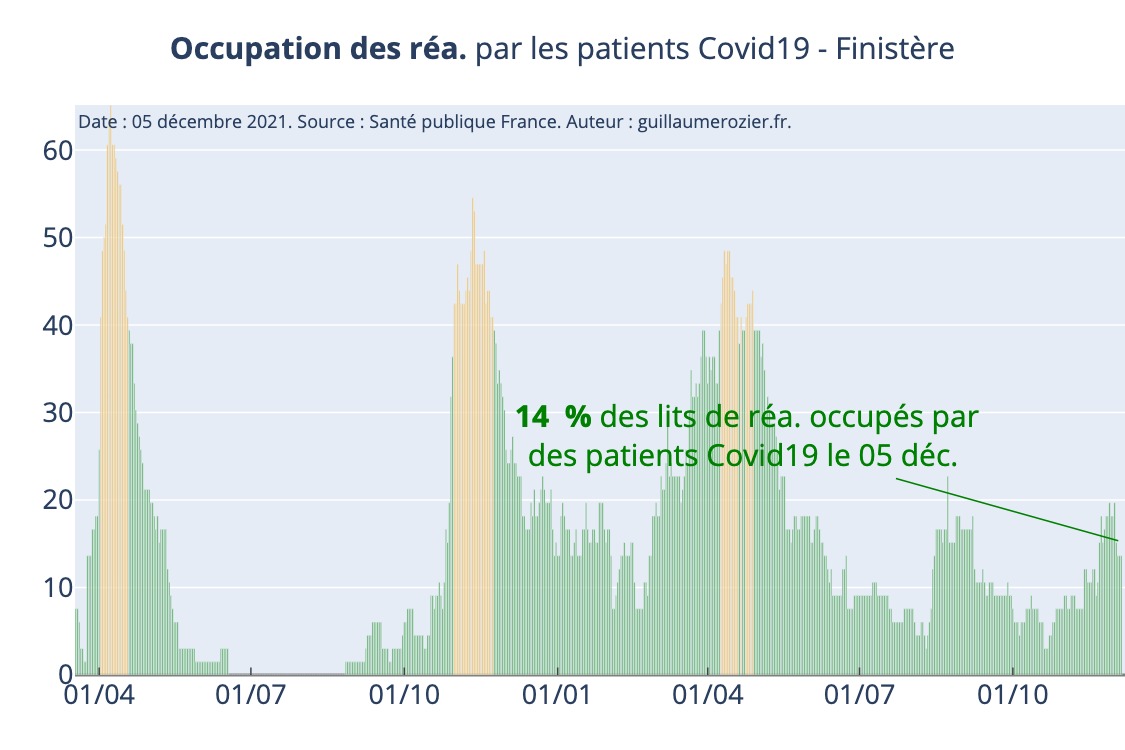 Occupation des réa. par les patients Covid19 - Finistère
Date : 05 décembre 2021. Source : Santé publique France. Auteur : guillaumerozier.fr.
60
50
40
30
14  % des lits de réa. occupés par
des patients Covid19 le 05 déc.
20
10
0
01/04 01/07 01/10 01/01 01/04 01/07 01/10